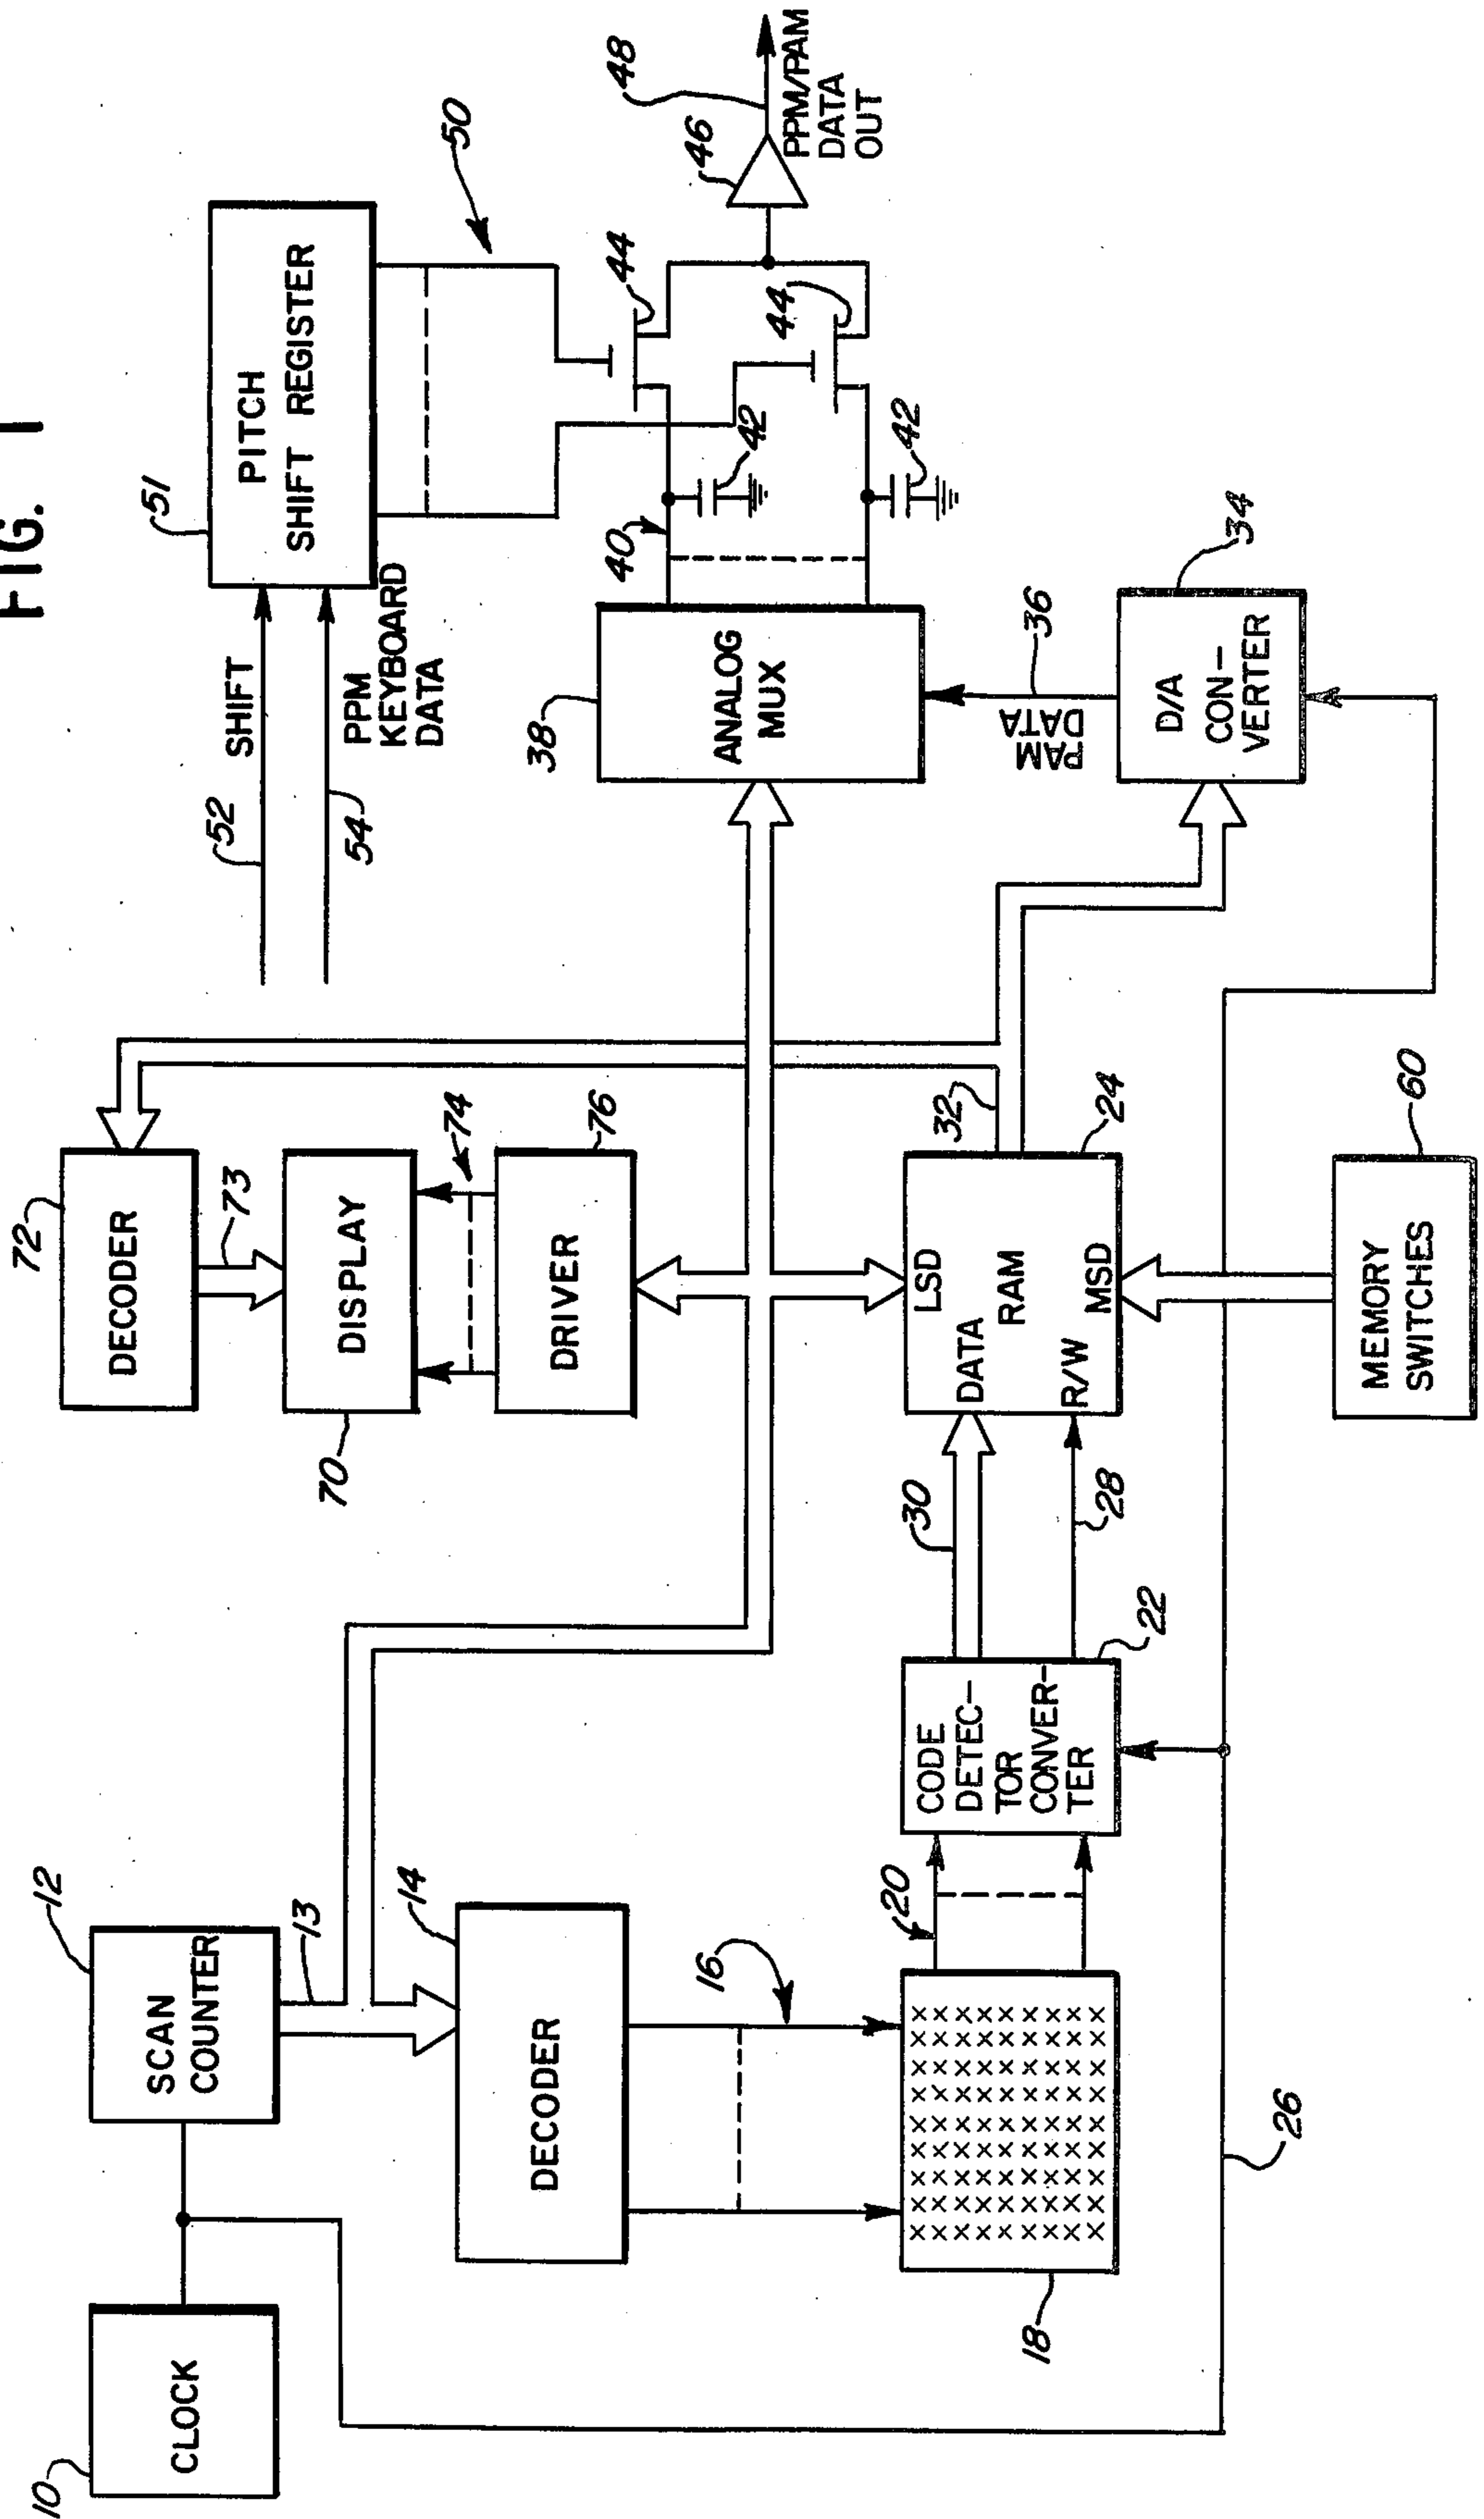 FIG. 1
10
CLOCK
12
SCAN
COUNTER
13
14
DECODER
16
18
× × × × × × × × ×
× × × × × × × × ×
× × × × × × × × ×
× × × × × × × × ×
× × × × × × × × ×
× × × × × × × × ×
× × × × × × × × ×
× × × × × × × × ×
× × × × × × × × ×
20
CODE
DETEC-
TOR
CONVER-
TER
22
26
30
28
72
DECODER
73
DISPLAY
70
74
DRIVER
76
LSD
DATA
RAM
R/W
MSD
32
24
MEMORY
SWITCHES
60
52
SHIFT
54
PPM
KEYBOARD
DATA
51
PITCH
SHIFT REGISTER
50
38
ANALOG
MUX
40
42
42
44
44
46
48
PPM/PAM
DATA
OUT
PAM
DATA
36
D/A
CON-
VERTER
34